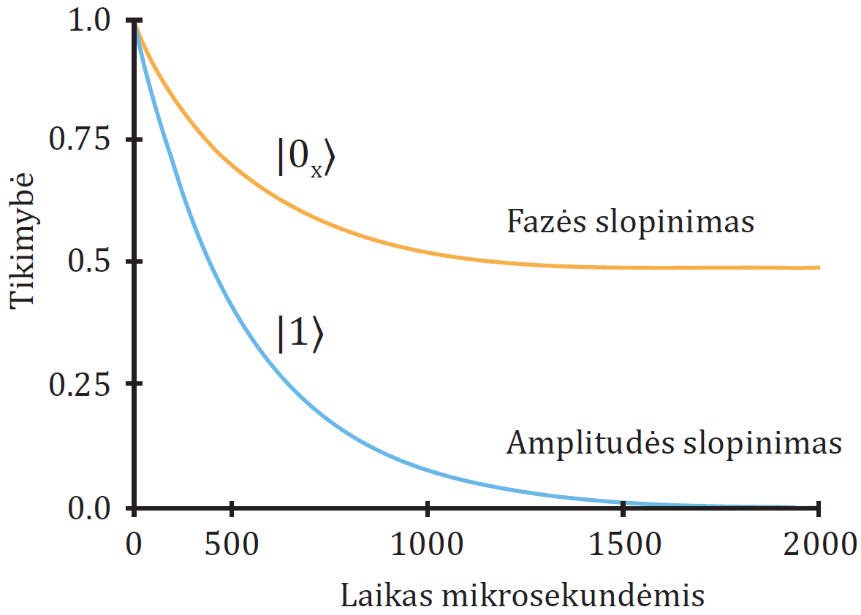 1.0
0.75
0.5
0.25
0.0
Tikimybė
|0ₓ⟩
Fazės slopinimas
|1⟩
Amplitudės slopinimas
0 500 1000 1500 2000
Laikas mikrosekundėmis